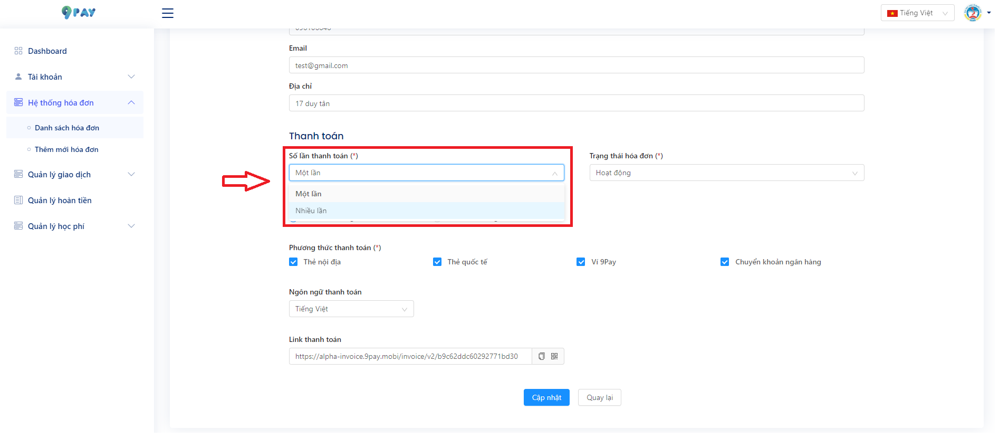 9PAY
Tiếng Việt
Dashboard
Tài khoản
Hệ thống hóa đơn
Danh sách hóa đơn
Thêm mới hóa đơn
Quản lý giao dịch
Quản lý hoàn tiền
Quản lý học phí
Email
test@gmail.com
Địa chỉ
17 duy tân
Thanh toán
Số lần thanh toán (*)
Trạng thái hóa đơn (*)
Một lần
Hoạt động
Một lần
Nhiều lần
Phương thức thanh toán (*)
Thẻ nội địa
Thẻ quốc tế
Ví 9Pay
Chuyển khoản ngân hàng
Ngôn ngữ thanh toán
Tiếng Việt
Link thanh toán
https://alpha-invoice.9pay.mobi/invoice/v2/b9c62ddc60292771bd30
Cập nhật
Quay lại